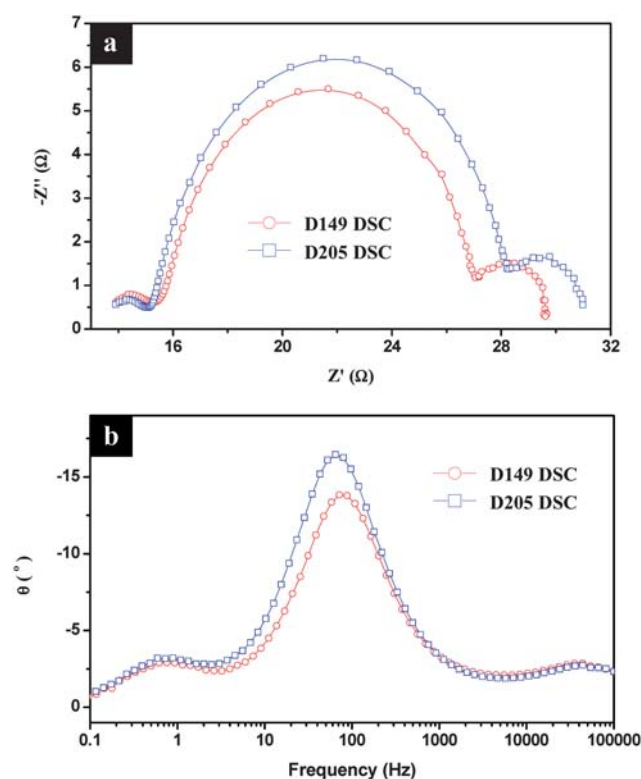 a
7
6
5
4
3
2
1
0
-Z'' (Ω)
D149 DSC
D205 DSC
16 20 24 28 32
Z' (Ω)
b
-15
-10
-5
0
θ (°)
D149 DSC
D205 DSC
0.1 1 10 100 1000 10000 100000
Frequency (Hz)